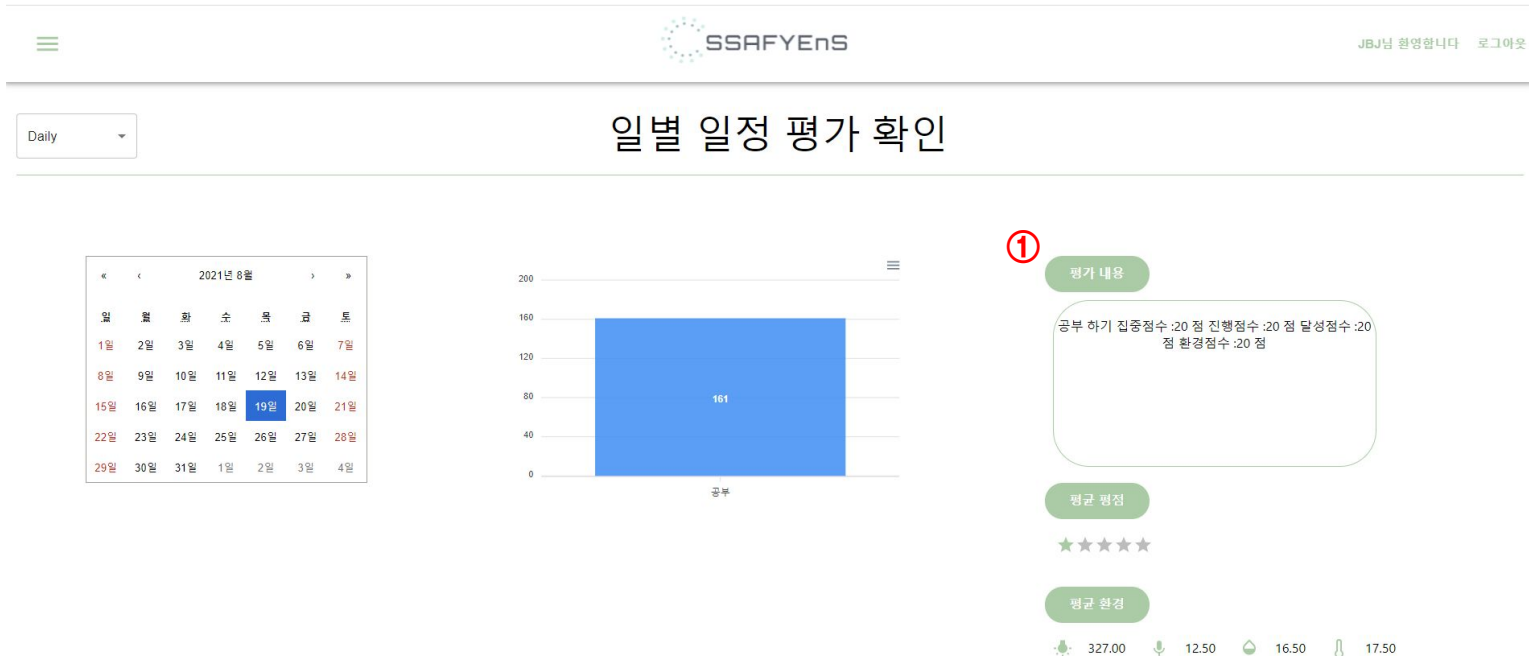 SSAFYEnS
JBJ님 환영합니다 로그아웃
Daily
일별 일정 평가 확인
« ‹ 2021년 8월 › »
일 월 화 수 목 금 토
1일 2일 3일 4일 5일 6일 7일
8일 9일 10일 11일 12일 13일 14일
15일 16일 17일 18일 19일 20일 21일
22일 23일 24일 25일 26일 27일 28일
29일 30일 31일 1일 2일 3일 4일
200
160
120
80
40
0
161
공부
①
평가 내용
공부 하기 집중점수 :20 점 진행점수 :20 점 달성점수 :20
점 환경점수 :20 점
평균 평점
평균 환경
327.00 12.50 16.50 17.50